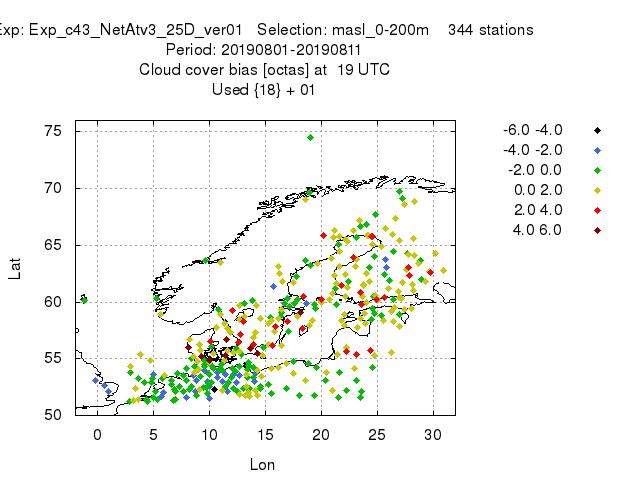 Exp: Exp_c43_NetAtv3_25D_ver01 Selection: masl_0-200m 344 stations
Period: 20190801-20190811
Cloud cover bias [octas] at 19 UTC
Used {18} + 01
75
70
65
60
55
50
Lat
0 5 10 15 20 25 30
Lon
-6.0 -4.0
-4.0 -2.0
-2.0 0.0
0.0 2.0
2.0 4.0
4.0 6.0